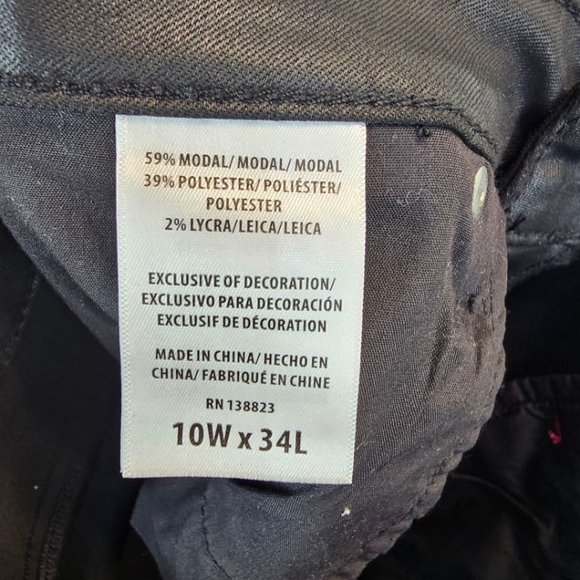 59% MODAL/ MODAL/ MODAL
39% POLYESTER/ POLIÉSTER/
POLYESTER
2% LYCRA/LEICA/LEICA
EXCLUSIVE OF DECORATION/
EXCLUSIVO PARA DECORACIÓN
EXCLUSIF DE DÉCORATION
MADE IN CHINA/ HECHO EN
CHINA/ FABRIQUÉ EN CHINE
RN 138823
10W x 34L